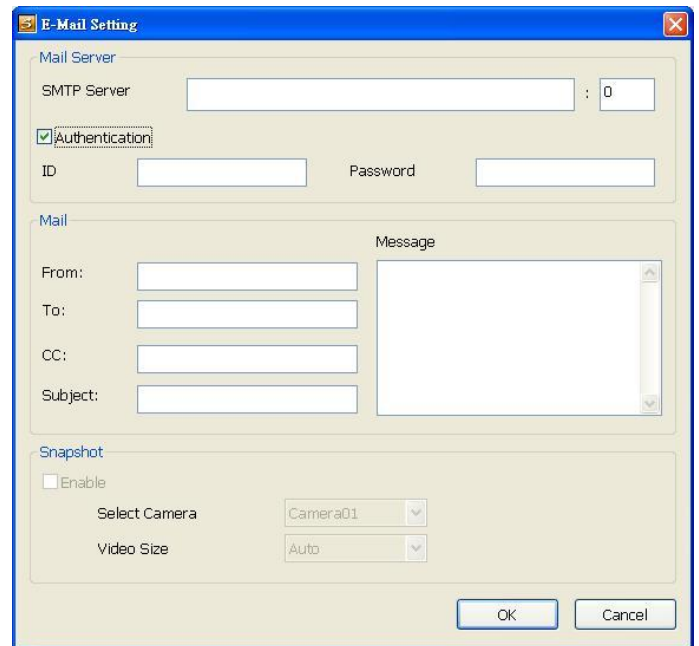 E-Mail Setting
Mail Server
SMTP Server : 0
Authentication
ID Password
Mail
Message
From:
To:
CC:
Subject:
Snapshot
Enable
Select Camera Camera01
Video Size Auto
OK Cancel